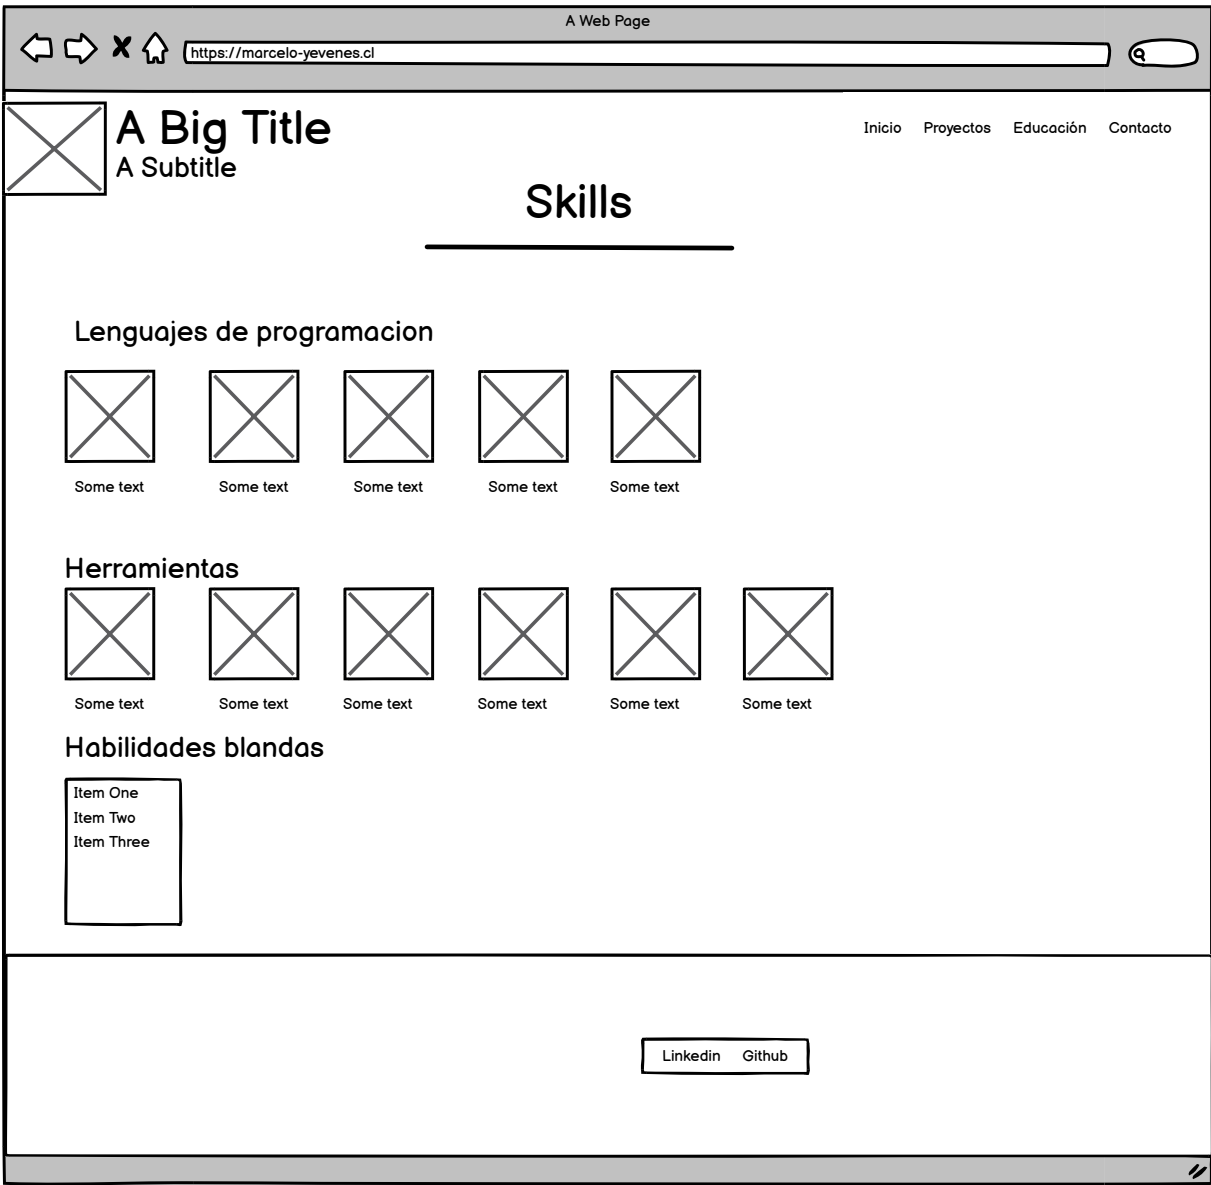 A Web Page
https://marcelo-yevenes.cl
A Big Title
A Subtitle
Inicio Proyectos Educación Contacto
Skills
Lenguajes de programacion
Some text Some text Some text Some text Some text
Herramientas
Some text Some text Some text Some text Some text Some text
Habilidades blandas
Item One
Item Two
Item Three
Linkedin Github